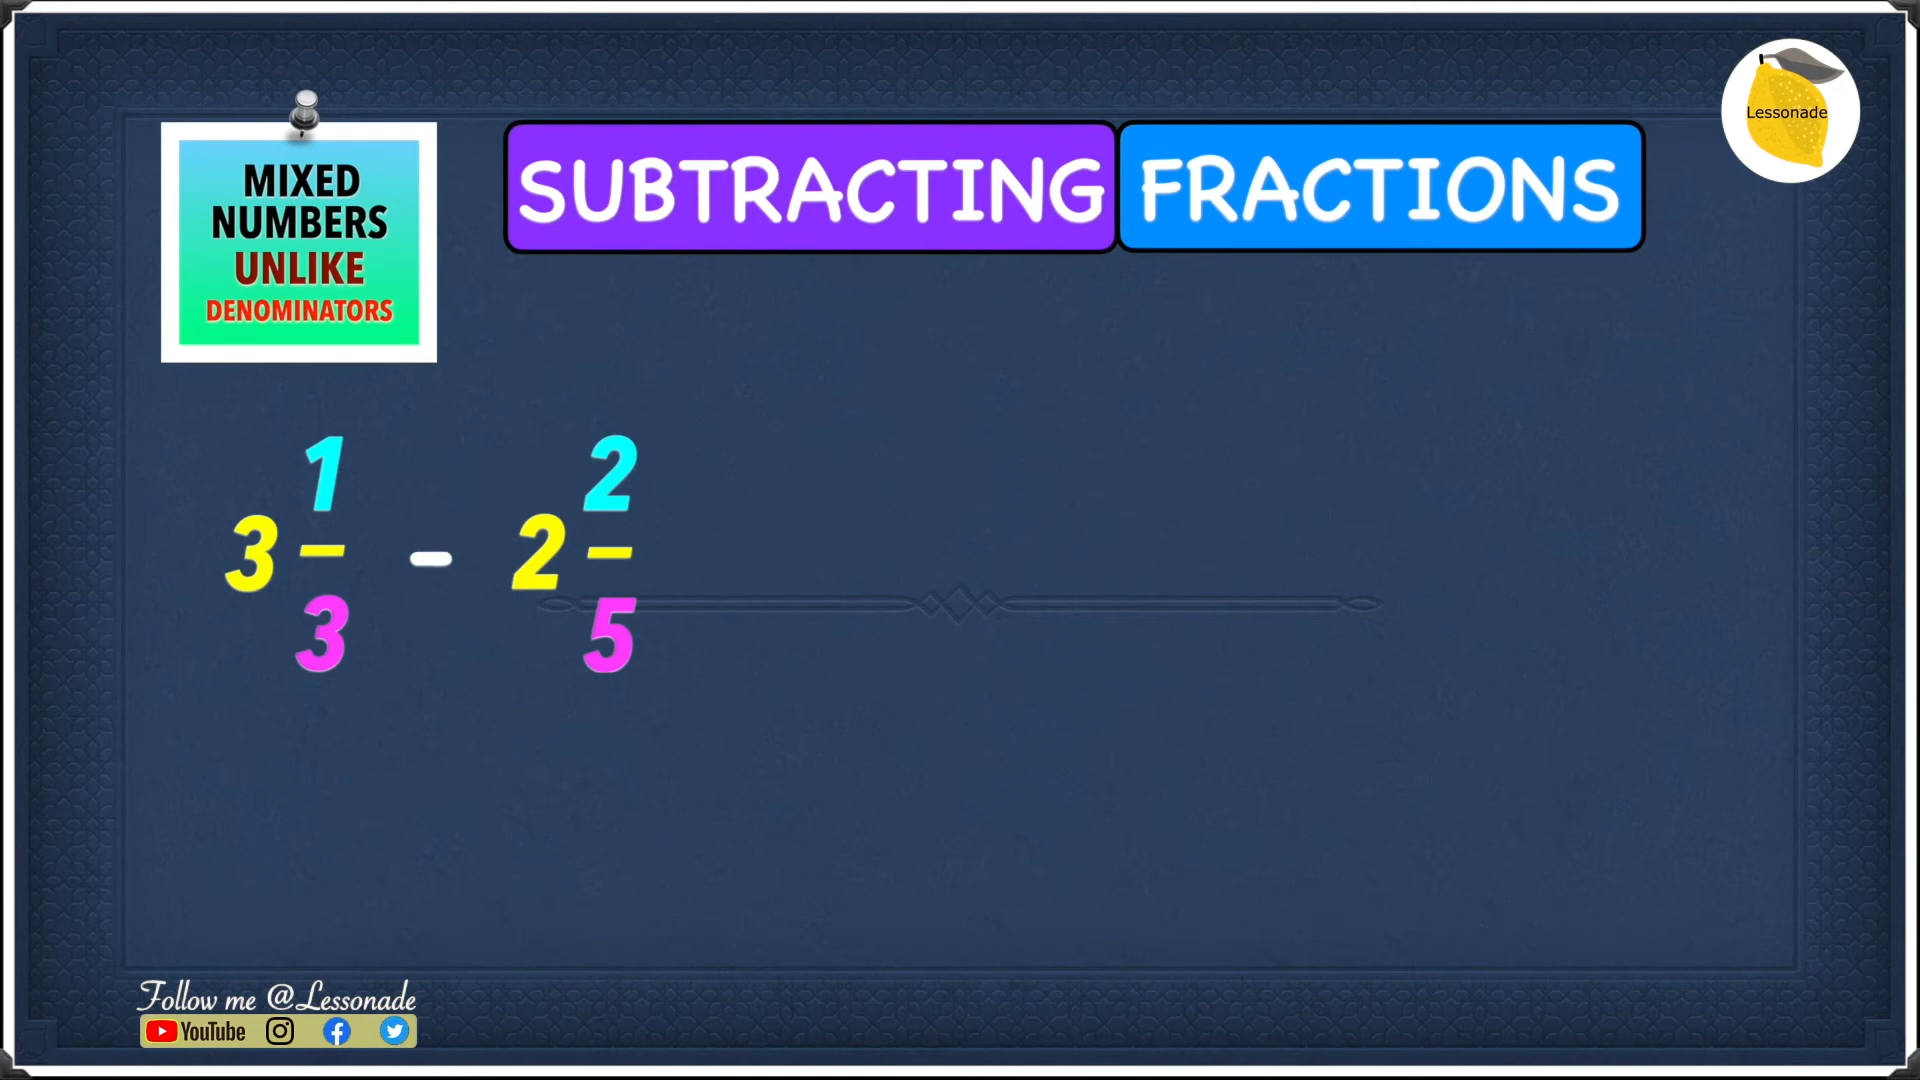 MIXED
NUMBERS
UNLIKE
DENOMINATORS
SUBTRACTING FRACTIONS
Lessonade
3 1/3 - 2 2/5
Follow me @Lessonade
YouTube